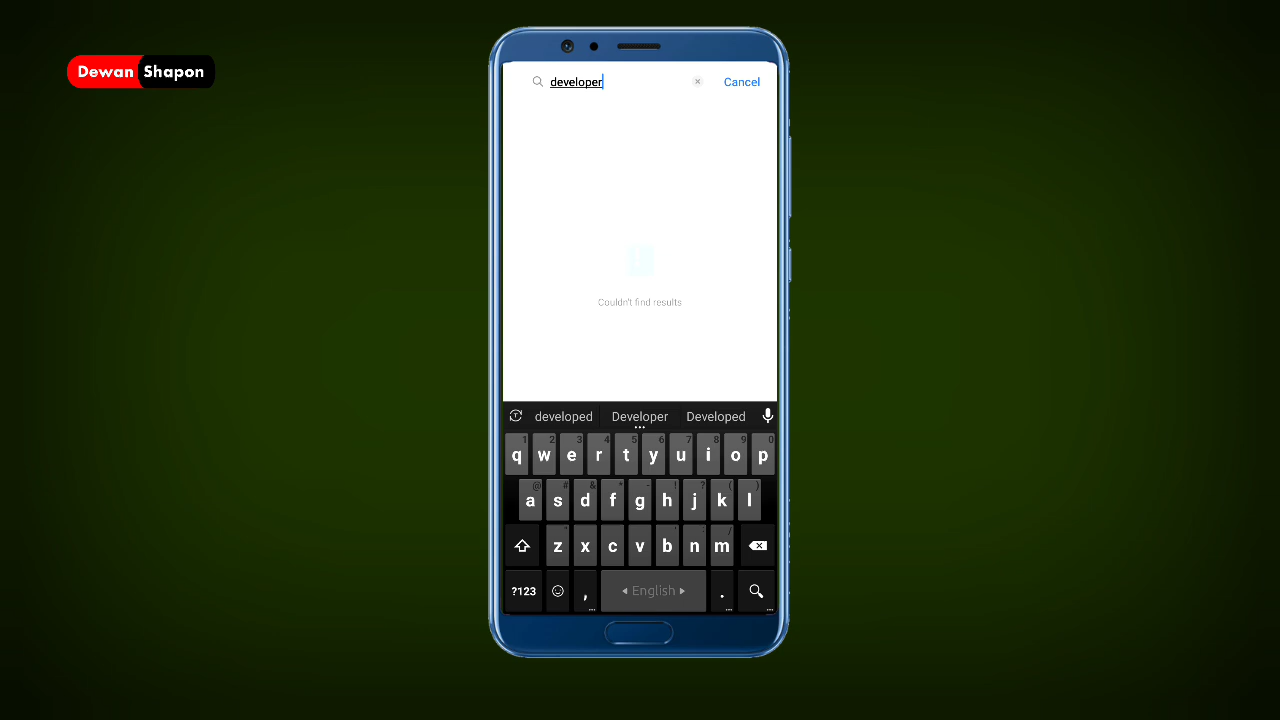 Dewan Shapon
developer
Cancel
Couldn't find results
developed Developer Developed
1 2 3 4 5 6 7 8 9 0
q w e r t y u i o p
@ # & * - ! ? ( )
a s d f g h j k l
z x c v b n m
?123 , English .